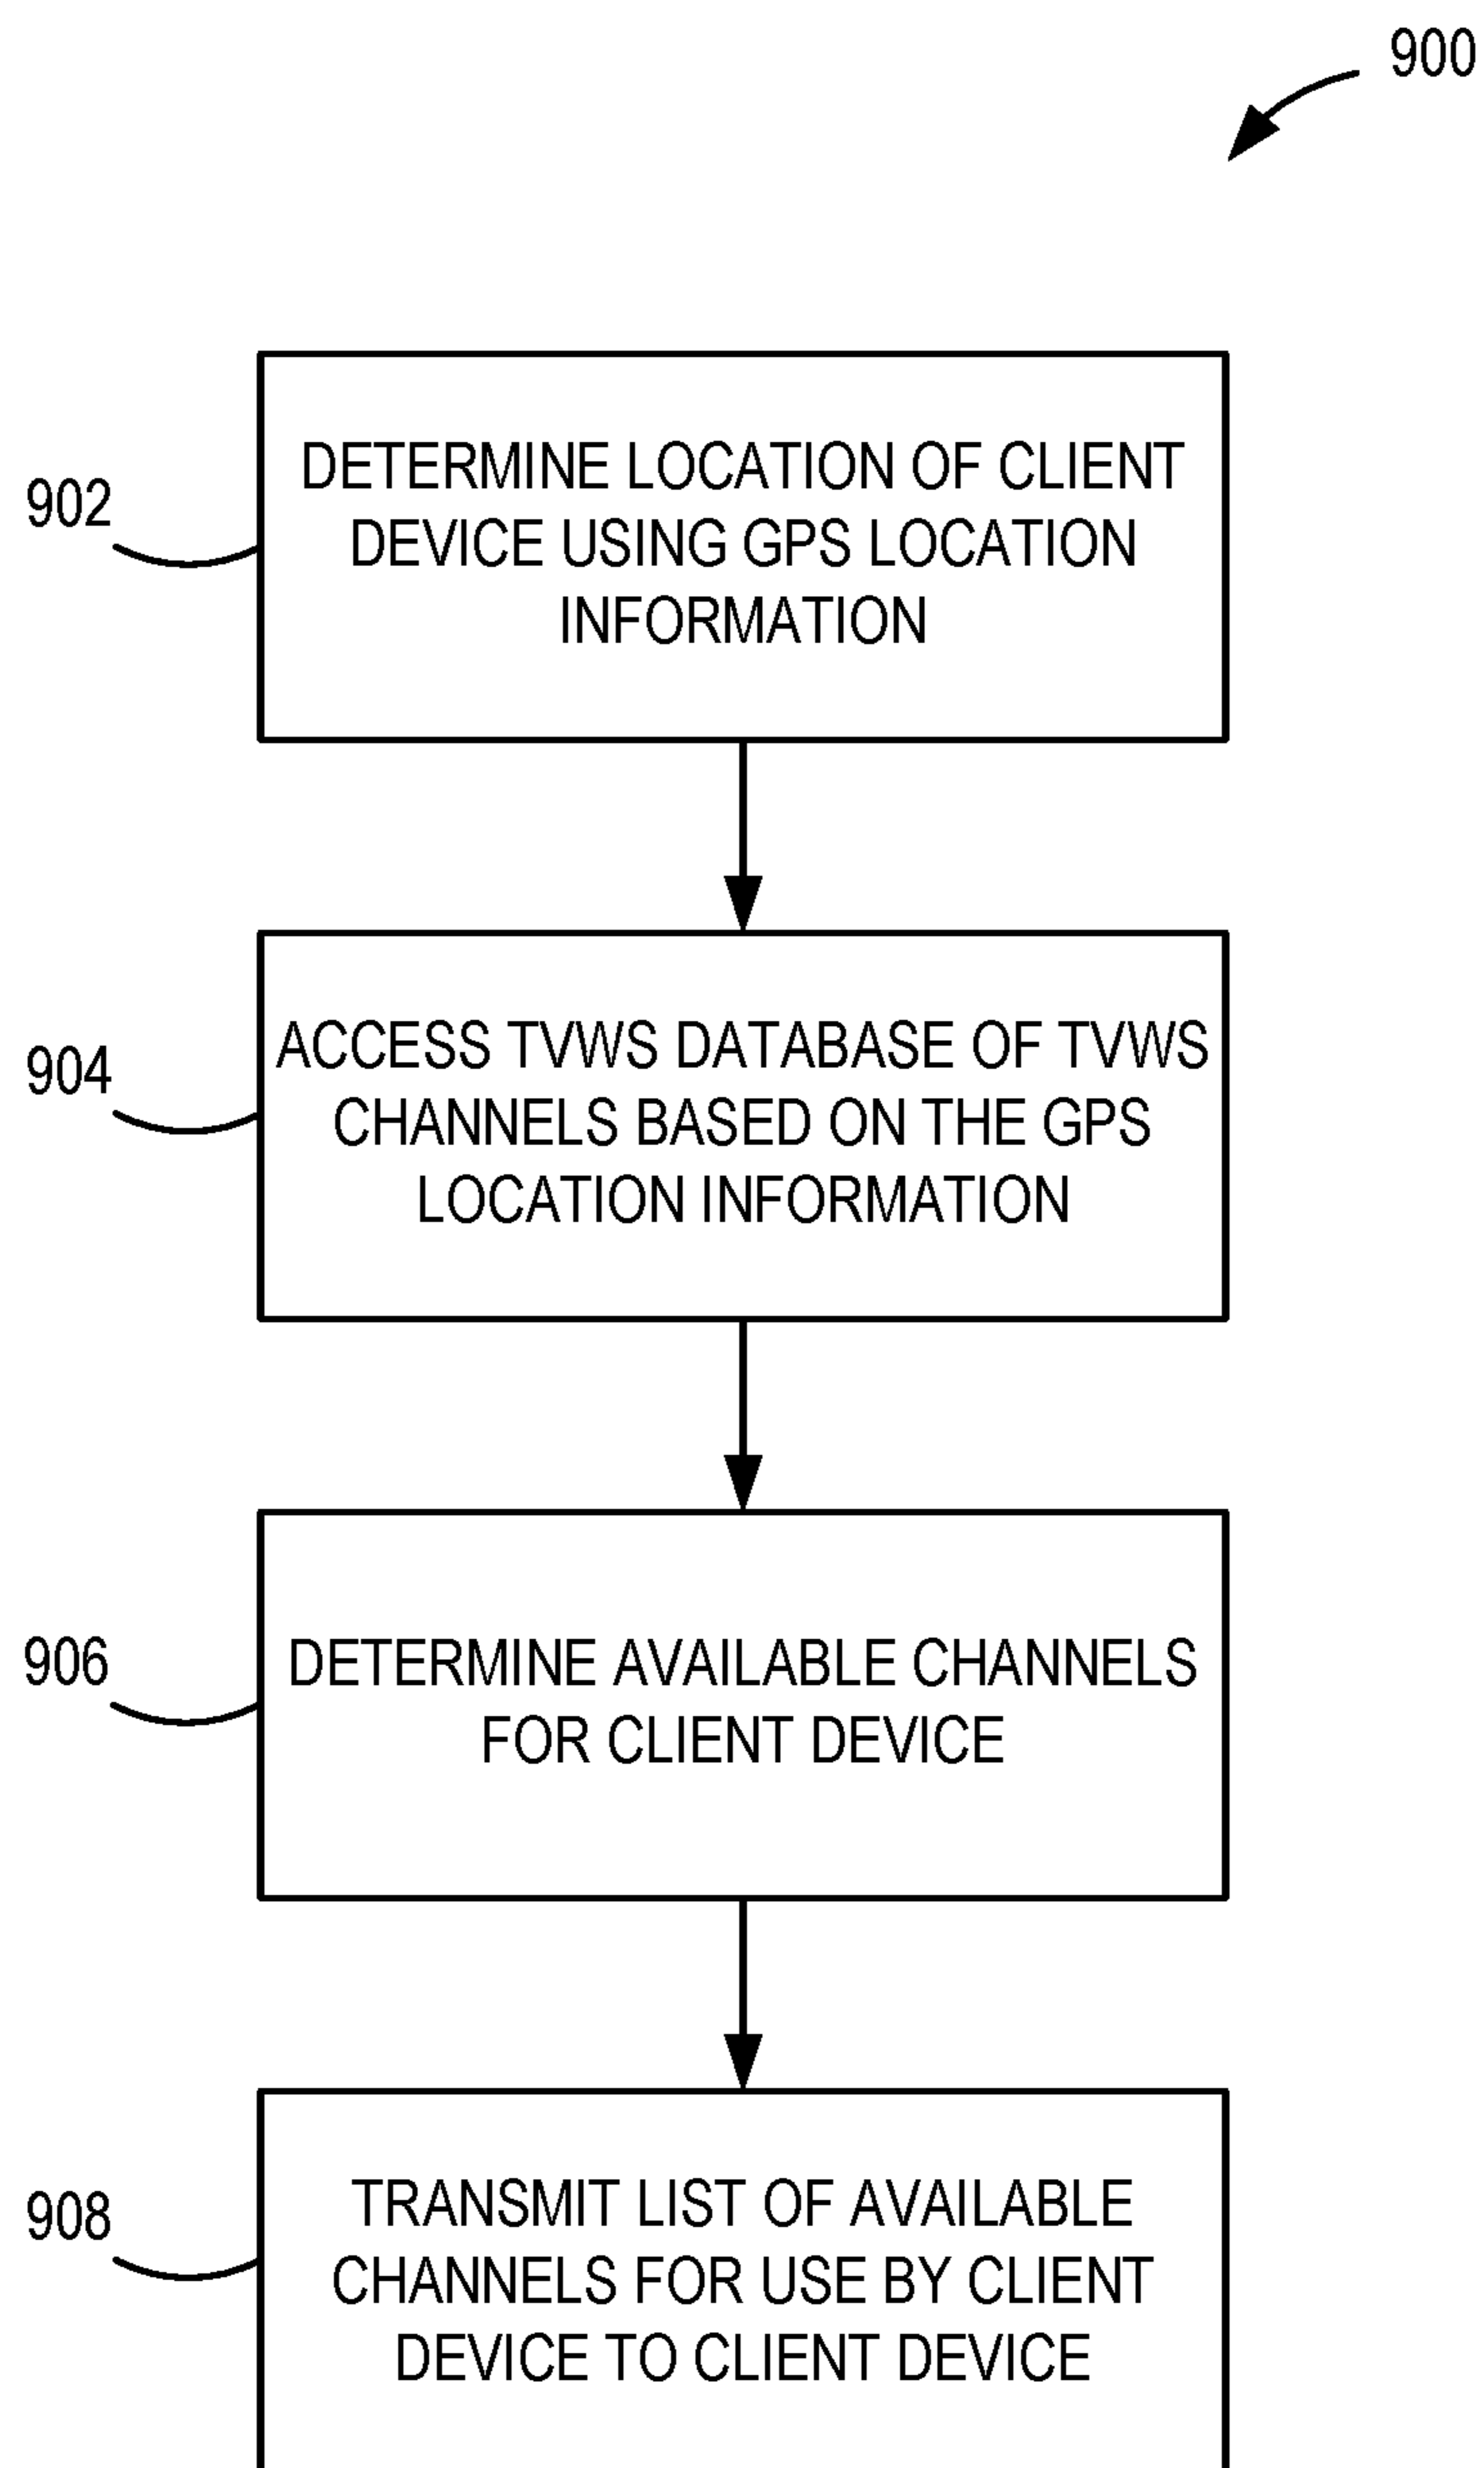 900
902
DETERMINE LOCATION OF CLIENT
DEVICE USING GPS LOCATION
INFORMATION
904
ACCESS TVWS DATABASE OF TVWS
CHANNELS BASED ON THE GPS
LOCATION INFORMATION
906
DETERMINE AVAILABLE CHANNELS
FOR CLIENT DEVICE
908
TRANSMIT LIST OF AVAILABLE
CHANNELS FOR USE BY CLIENT
DEVICE TO CLIENT DEVICE